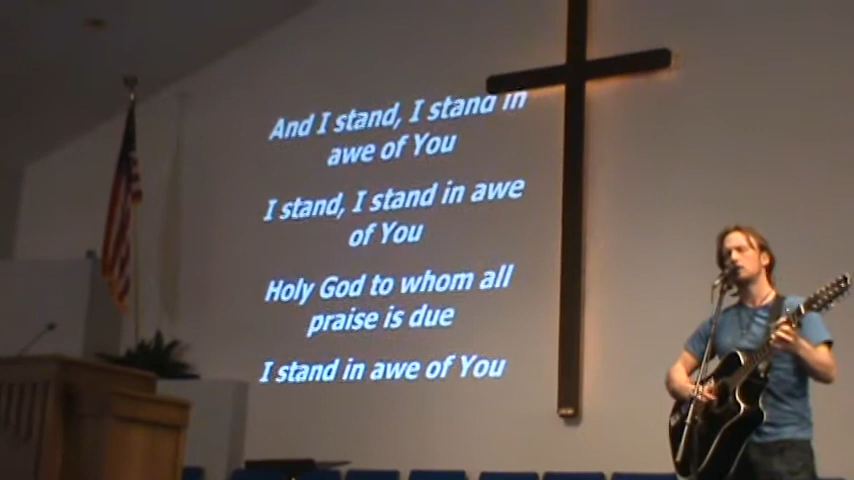 And I stand, I stand in
awe of You
I stand, I stand in awe
of You
Holy God to whom all
praise is due
I stand in awe of You